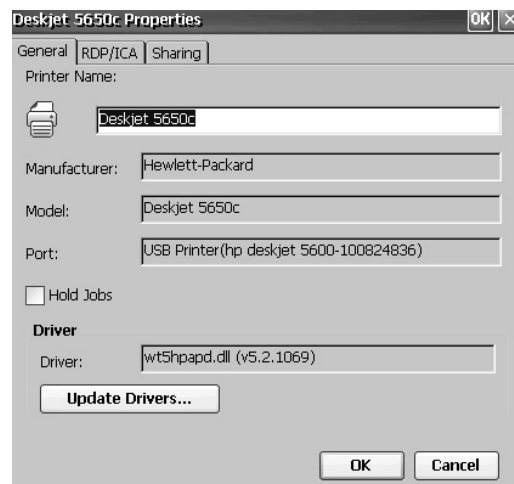 Deskjet 5650c Properties OK
General RDP/ICA Sharing
Printer Name:
Deskjet 5650c
Manufacturer: Hewlett-Packard
Model: Deskjet 5650c
Port: USB Printer(hp deskjet 5600-100824836)
Hold Jobs
Driver
Driver: wt5hpapd.dll (v5.2.1069)
Update Drivers...
OK Cancel